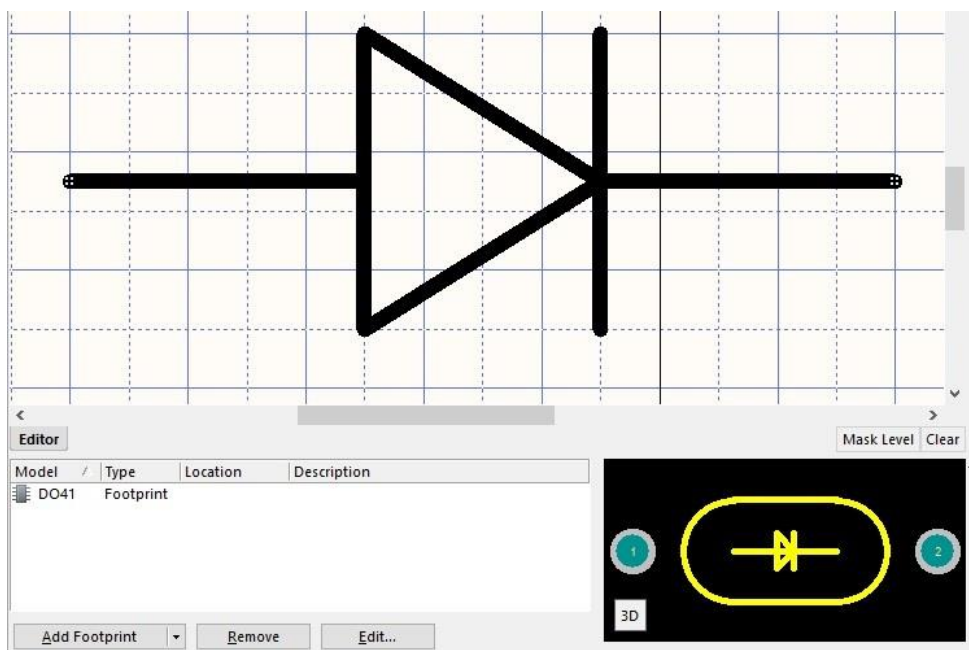 Editor
Mask Level Clear
Model Type Location Description
DO41 Footprint
1 2
3D
Add Footprint Remove Edit...